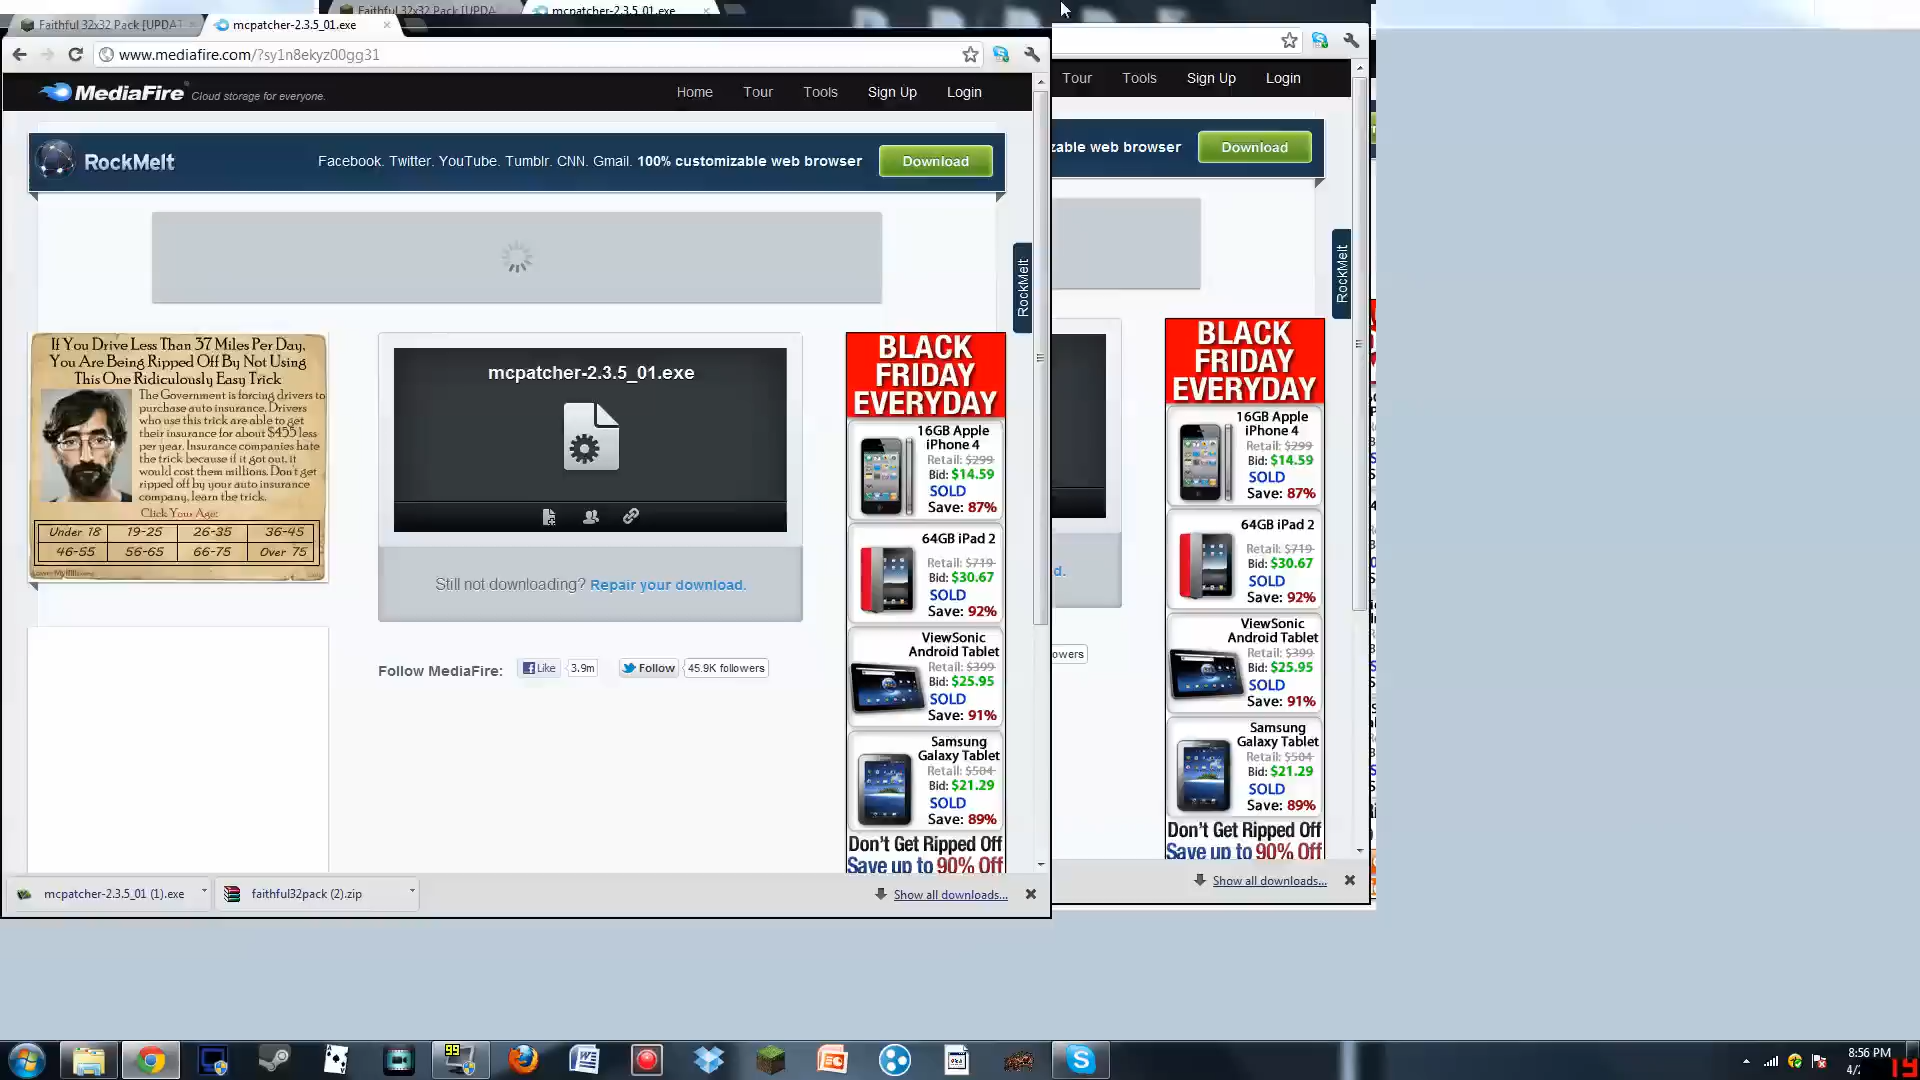 Faithful 32x32 Pack [UPDA
mcpatcher-2.3.5_01.exe
Faithful 32x32 Pack [UPDAT
mcpatcher-2.3.5_01.exe
www.mediafire.com/?sy1n8ekyz00gg31
MediaFire Cloud storage for everyone.
Home Tour Tools Sign Up Login
Tour Tools Sign Up Login
RockMelt
Facebook. Twitter. YouTube. Tumblr. CNN. Gmail. 100% customizable web browser
Download
zable web browser
Download
RockMelt
RockMelt
If You Drive Less Than 37 Miles Per Day,
You Are Being Ripped Off By Not Using
This One Ridiculously Easy Trick
The Government is forcing drivers to
purchase auto insurance. Drivers
who use this trick are able to get
their insurance for about $455 less
per year. Insurance companies hate
the trick because if it got out, it
would cost them millions. Don't get
ripped off by your auto insurance
company, learn the trick.
Click Your Age:
Under 18 19-25 26-35 36-45
46-55 56-65 66-75 Over 75
mcpatcher-2.3.5_01.exe
Still not downloading? Repair your download.
Follow MediaFire:
Like
3.9m
Follow
45.9K followers
BLACK
FRIDAY
EVERYDAY
16GB Apple
iPhone 4
Retail: $299
Bid: $14.59
SOLD
Save: 87%
64GB iPad 2
Retail: $719
Bid: $30.67
SOLD
Save: 92%
ViewSonic
Android Tablet
Retail: $399
Bid: $25.95
SOLD
Save: 91%
Samsung
Galaxy Tablet
Retail: $504
Bid: $21.29
SOLD
Save: 89%
Don't Get Ripped Off
Save up to 90% Off
d.
owers
BLACK
FRIDAY
EVERYDAY
16GB Apple
iPhone 4
Retail: $299
Bid: $14.59
SOLD
Save: 87%
64GB iPad 2
Retail: $719
Bid: $30.67
SOLD
Save: 92%
ViewSonic
Android Tablet
Retail: $399
Bid: $25.95
SOLD
Save: 91%
Samsung
Galaxy Tablet
Retail: $504
Bid: $21.29
SOLD
Save: 89%
Don't Get Ripped Off
Save up to 90% Off
mcpatcher-2.3.5_01 (1).exe
faithful32pack (2).zip
Show all downloads...
Show all downloads...
99
8:56 PM
4/2
19